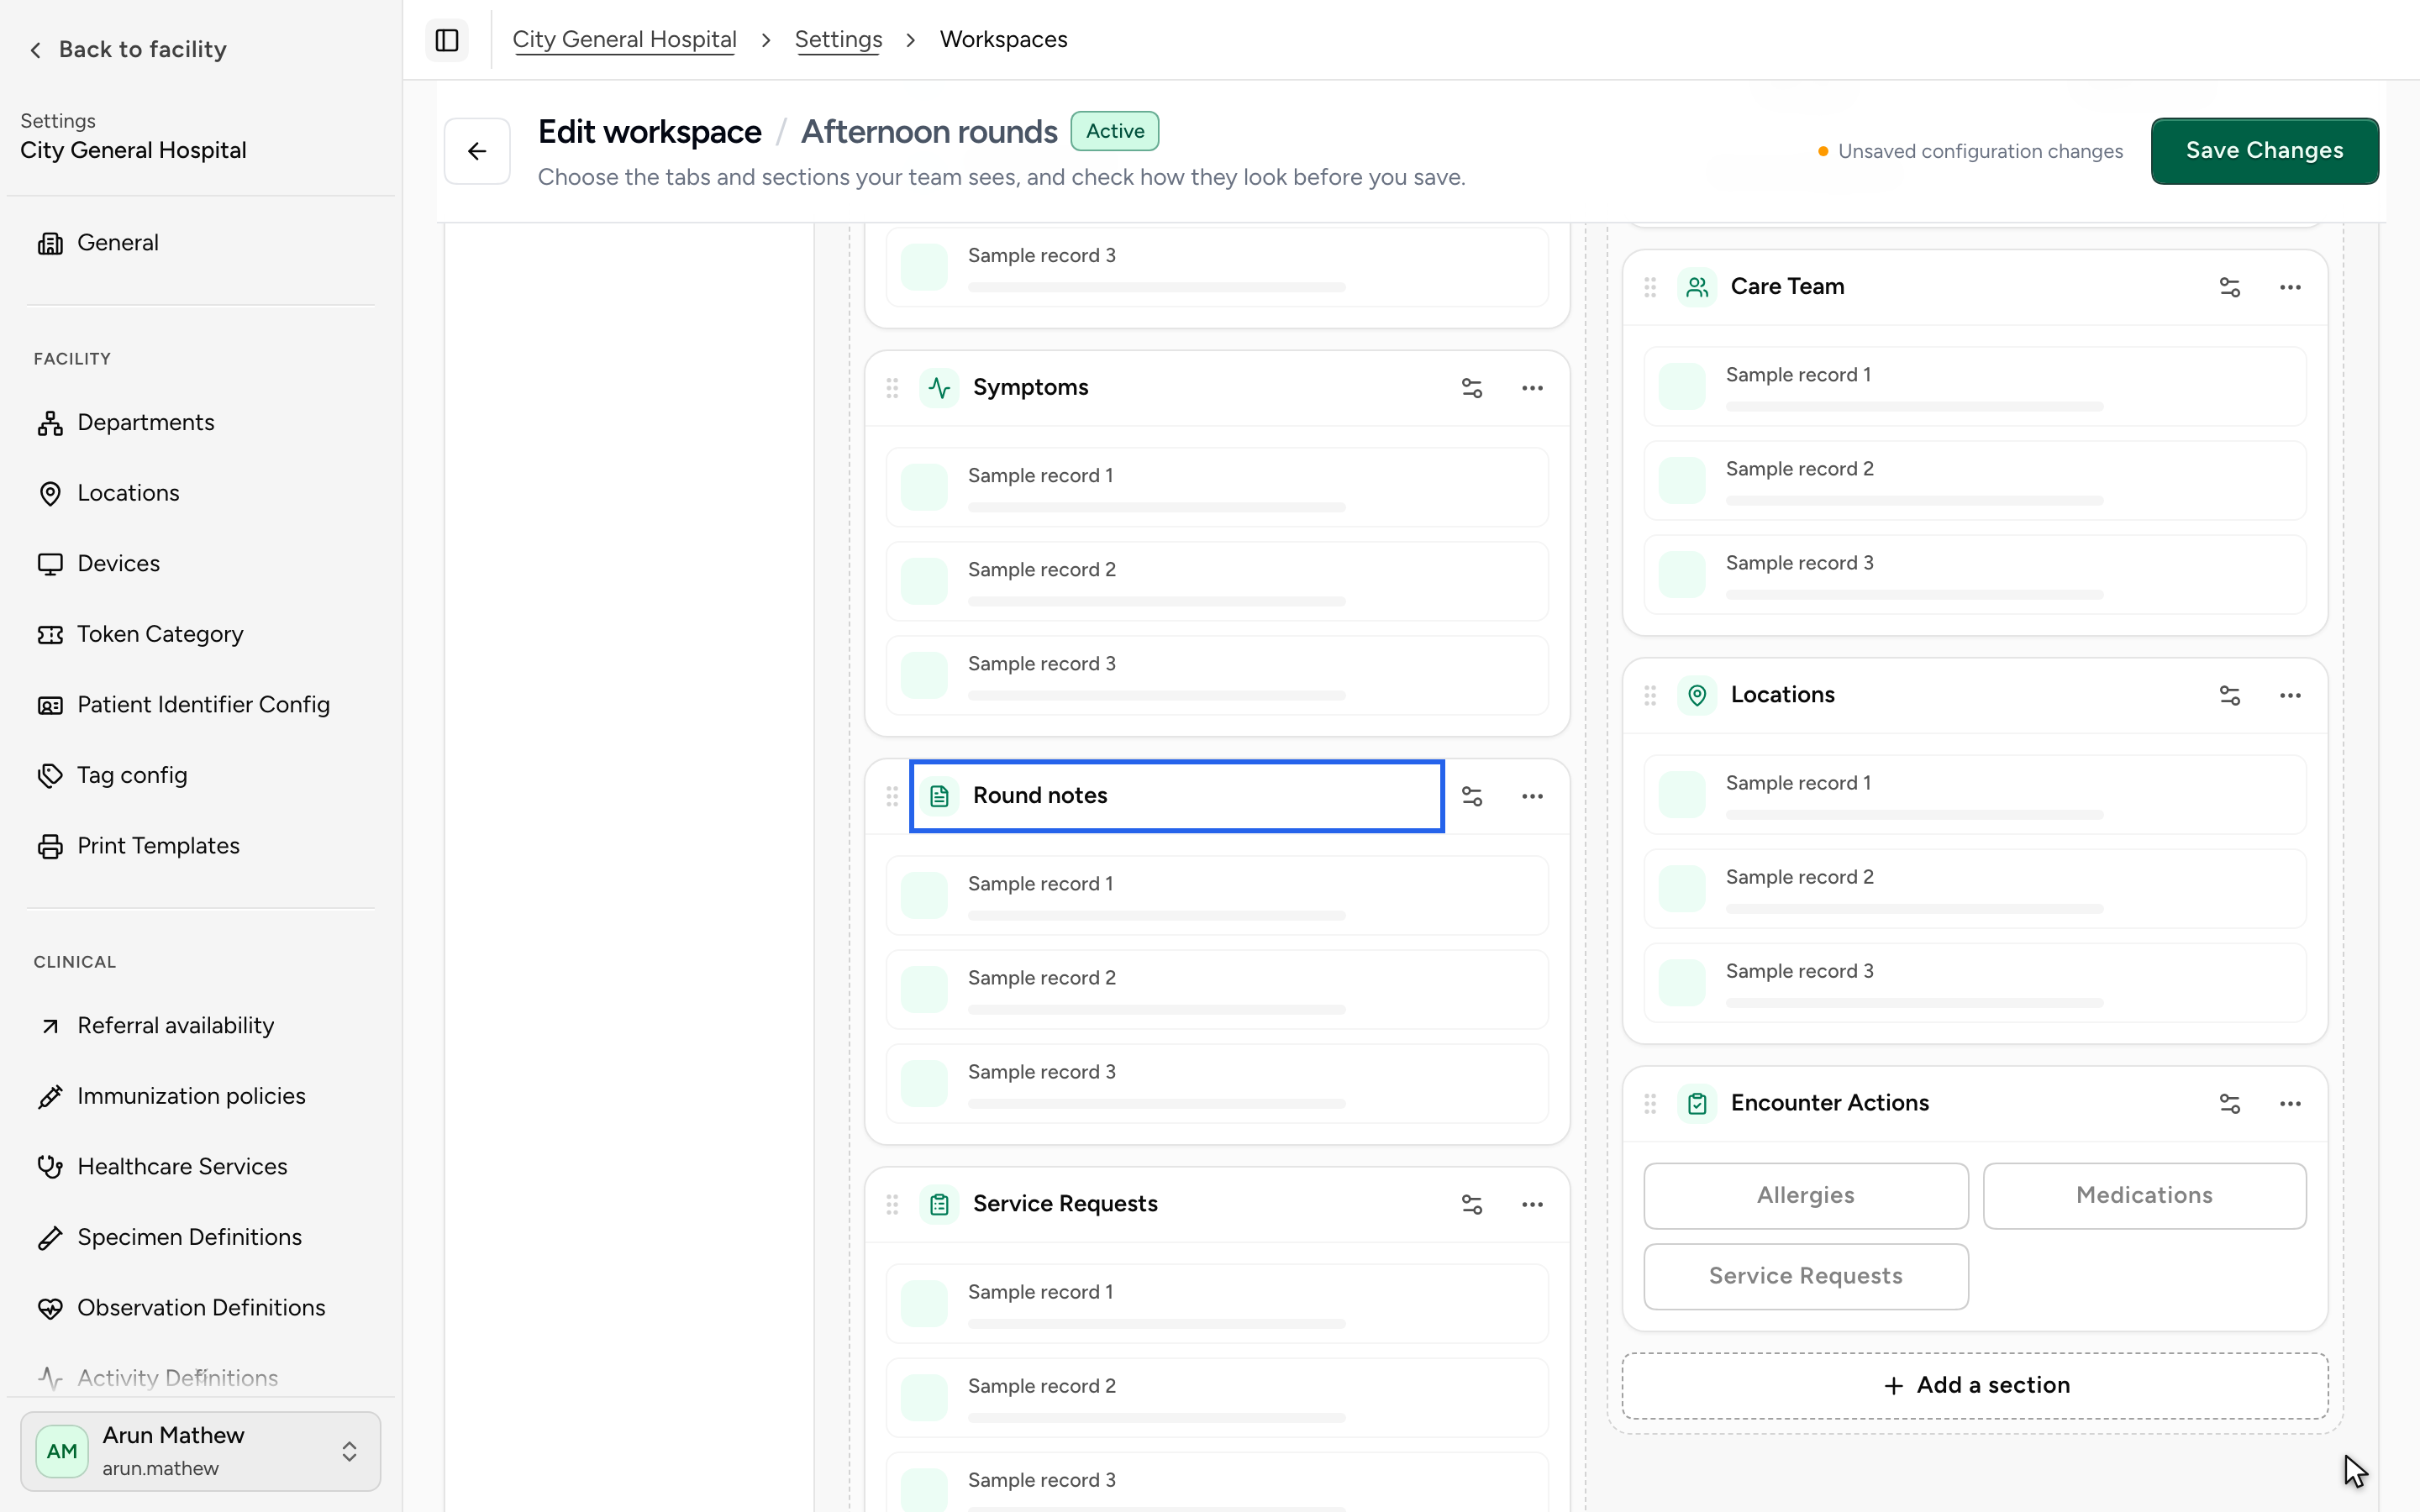 Back to facility
Settings
City General Hospital
General
FACILITY
Departments
Locations
Devices
Token Category
Patient Identifier Config
Tag config
Print Templates
CLINICAL
Referral availability
Immunization policies
Healthcare Services
Specimen Definitions
Observation Definitions
Activity Definitions
AM
Arun Mathew
arun.mathew
City General Hospital > Settings > Workspaces
Edit workspace / Afternoon rounds Active
Choose the tabs and sections your team sees, and check how they look before you save.
Unsaved configuration changes
Save Changes
Sample record 3
Symptoms
Sample record 1
Sample record 2
Sample record 3
Round notes
Sample record 1
Sample record 2
Sample record 3
Service Requests
Sample record 1
Sample record 2
Sample record 3
Care Team
Sample record 1
Sample record 2
Sample record 3
Locations
Sample record 1
Sample record 2
Sample record 3
Encounter Actions
Allergies
Medications
Service Requests
+ Add a section